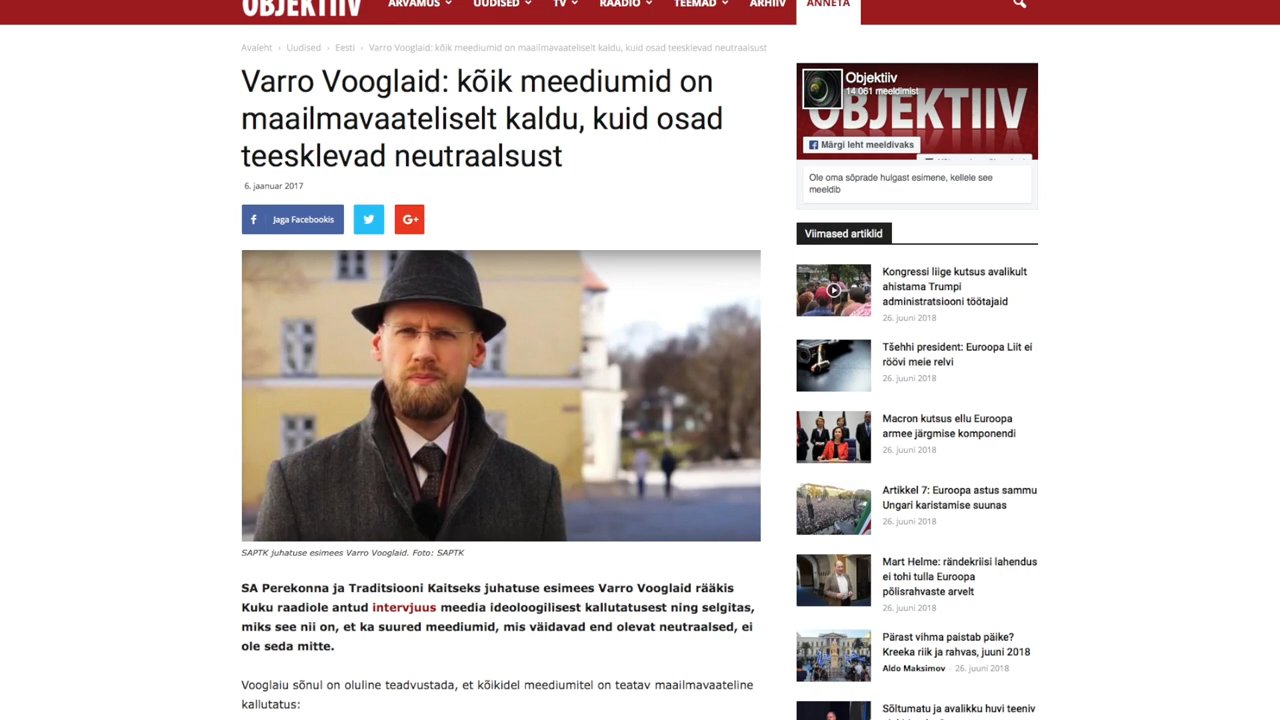 OBJEKTIIV
ARVAMUS
UUDISED
TV
RAADIO
TEEMAD
ARHIIV
ANNETA
Avaleht › Uudised › Eesti › Varro Vooglaid: kõik meediumid on maailmavaateliselt kaldu, kuid osad teesklevad neutraalsust
Varro Vooglaid: kõik meediumid on
maailmavaateliselt kaldu, kuid osad
teesklevad neutraalsust
6. jaanuar 2017
Jaga Facebookis
SAPTK juhatuse esimees Varro Vooglaid. Foto: SAPTK
SA Perekonna ja Traditsiooni Kaitseks juhatuse esimees Varro Vooglaid rääkis
Kuku raadiole antud intervjuus meedia ideoloogilisest kallutatusest ning selgitas,
miks see nii on, et ka suured meediumid, mis väidavad end olevat neutraalsed, ei
ole seda mitte.
Vooglaiu sõnul on oluline teadvustada, et kõikidel meediumitel on teatav maailmavaateline
kallutatus:
Objektiiv
14 061 meeldimist
OBJEKTIIV
Märgi leht meeldivaks
Ole oma sõprade hulgast esimene, kellele see
meeldib
Viimased artiklid
Kongressi liige kutsus avalikult
ahistama Trumpi
administratsiooni töötajaid
26. juuni 2018
Tšehhi president: Euroopa Liit ei
röövi meie relvi
26. juuni 2018
Macron kutsus ellu Euroopa
armee järgmise komponendi
26. juuni 2018
Artikkel 7: Euroopa astus sammu
Ungari karistamise suunas
26. juuni 2018
Mart Helme: rändekriisi lahendus
ei tohi tulla Euroopa
põlisrahvaste arvelt
26. juuni 2018
Pärast vihma paistab päike?
Kreeka riik ja rahvas, juuni 2018
Aldo Maksimov - 26. juuni 2018
Sõltumatu ja avalikku huvi teeniv